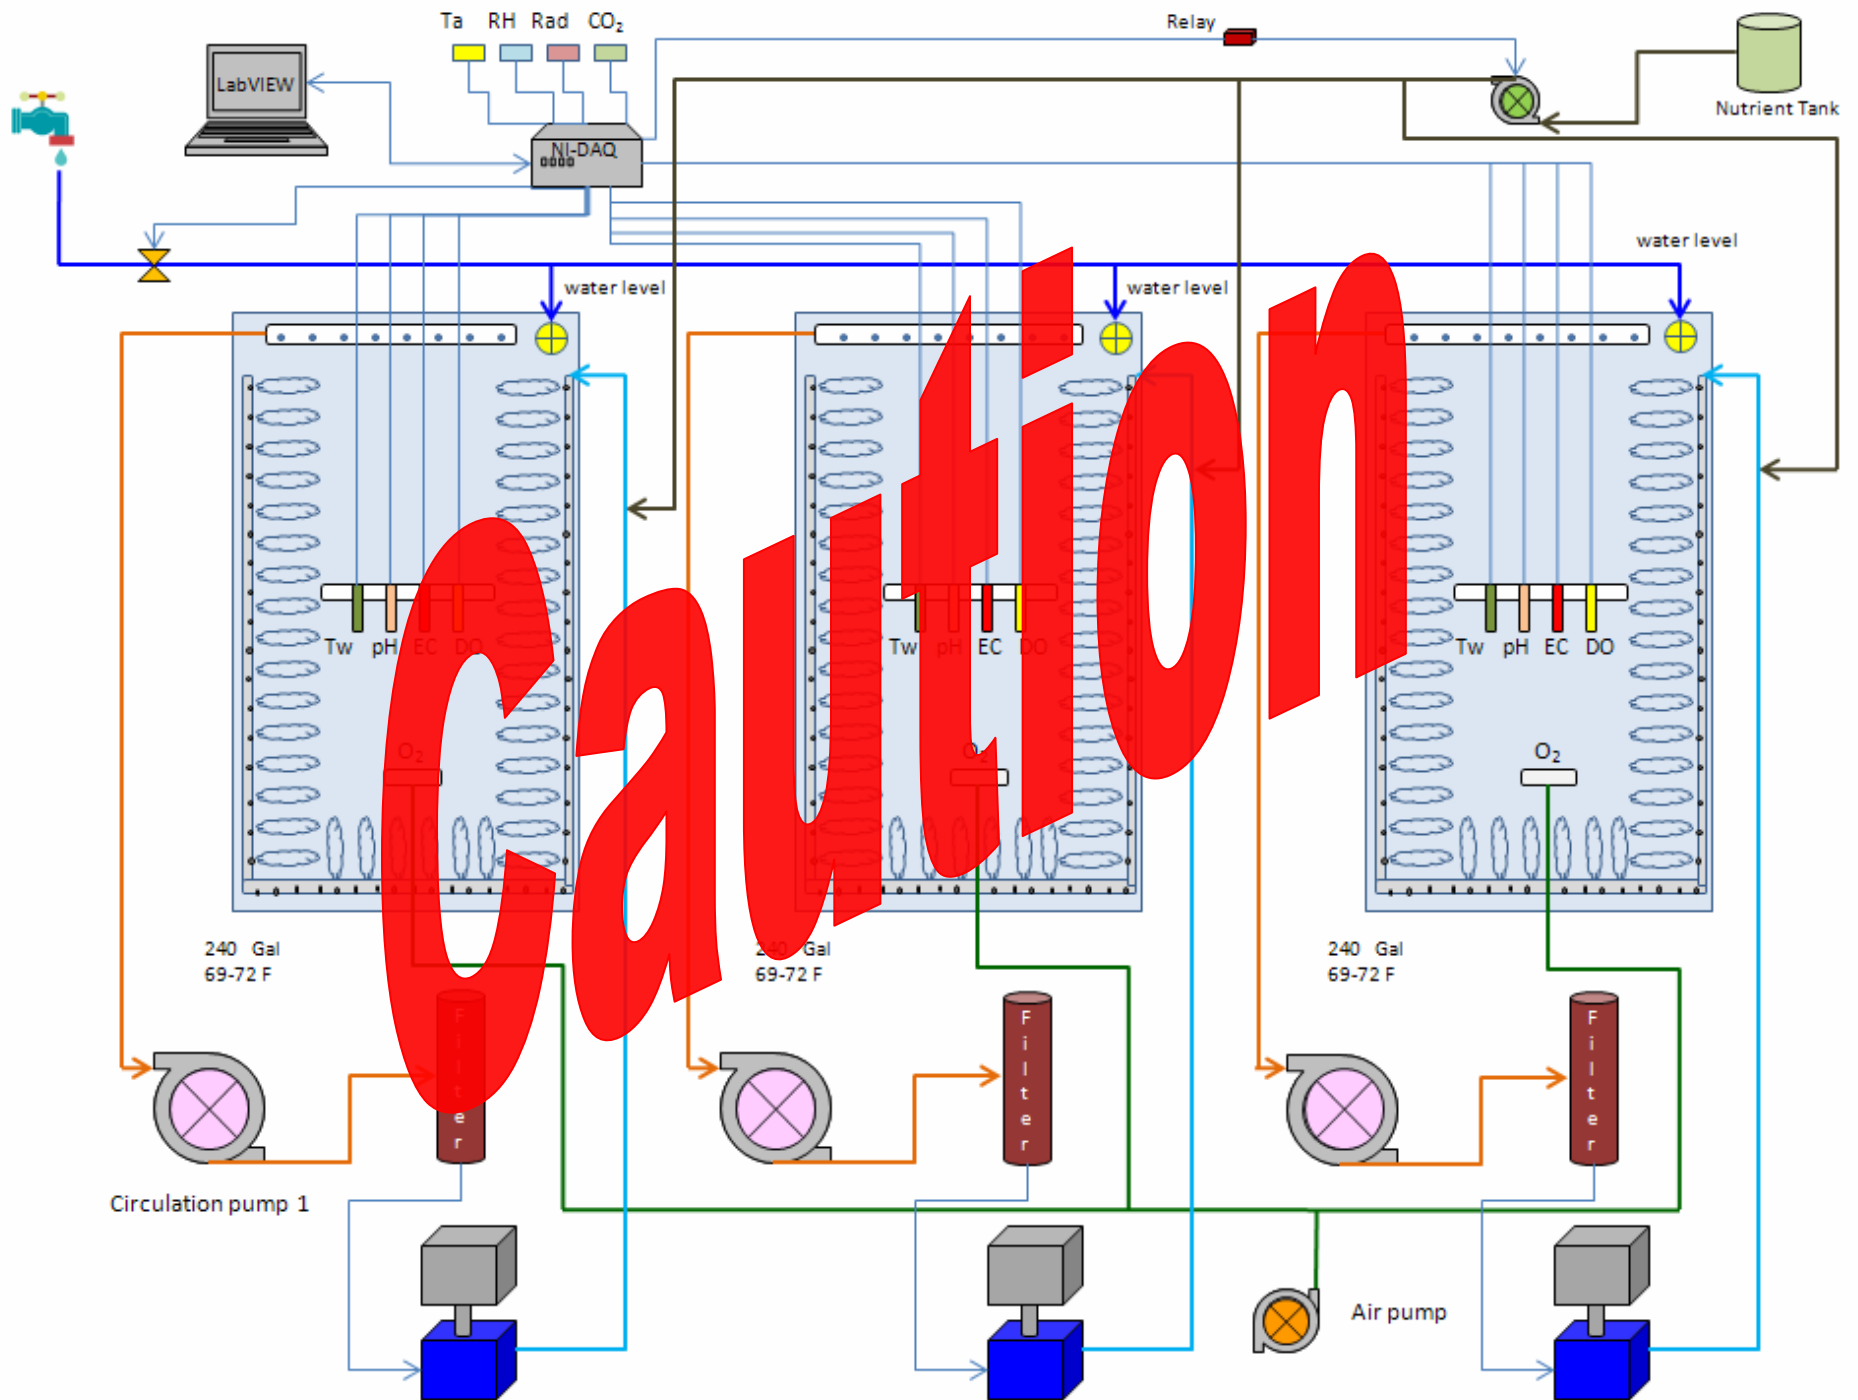 Ta RH Rad CO₂
Relay
LabVIEW
NI-DAQ
Nutrient Tank
water level
water level
water level
Tw pH EC DO
Tw pH EC DO
Tw pH EC DO
O₂
O₂
O₂
Caution
240 Gal
69-72 F
240 Gal
69-72 F
240 Gal
69-72 F
Filter
Filter
Filter
Circulation pump 1
Air pump